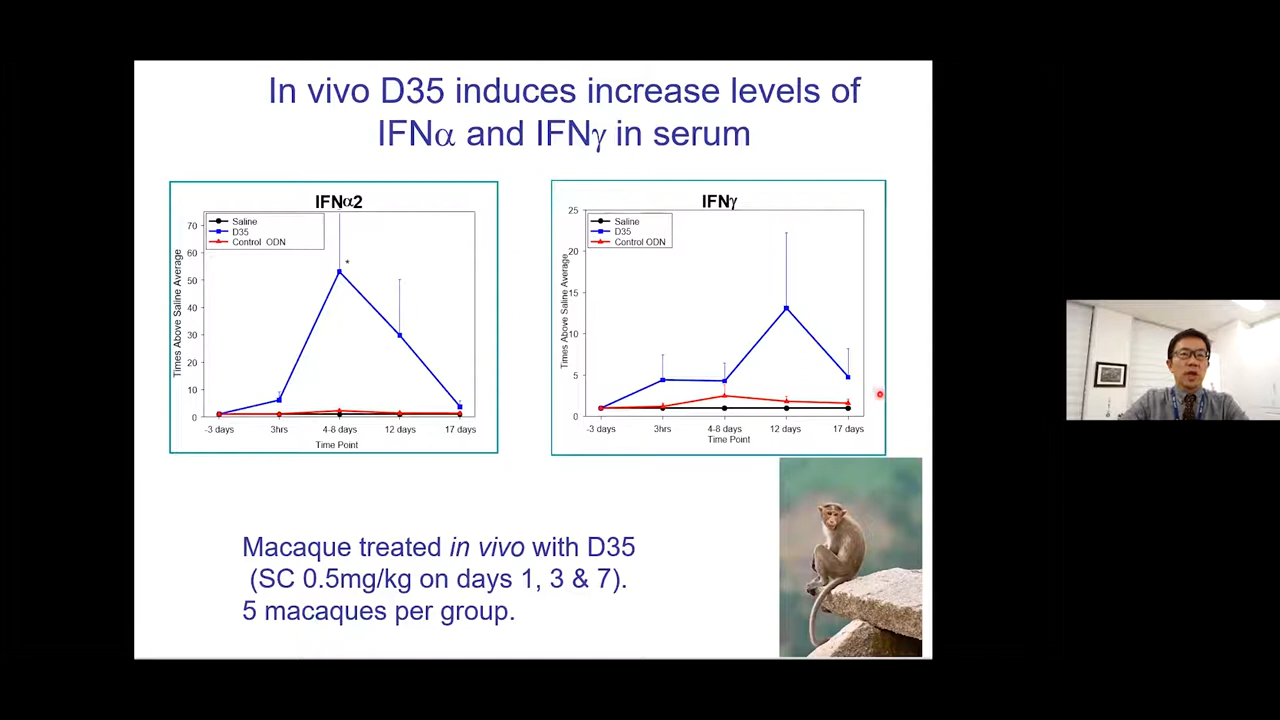 In vivo D35 induces increase levels of
IFNα and IFNγ in serum
IFNα2
Saline
D35
Control ODN
*
Times Above Saline Average
70
60
50
40
30
20
10
0
-3 days
3hrs
4-8 days
12 days
17 days
Time Point
IFNγ
Saline
D35
Control ODN
Times Above Saline Average
25
20
15
10
5
0
-3 days
3hrs
4-8 days
12 days
17 days
Time Point
Macaque treated in vivo with D35
(SC 0.5mg/kg on days 1, 3 & 7).
5 macaques per group.